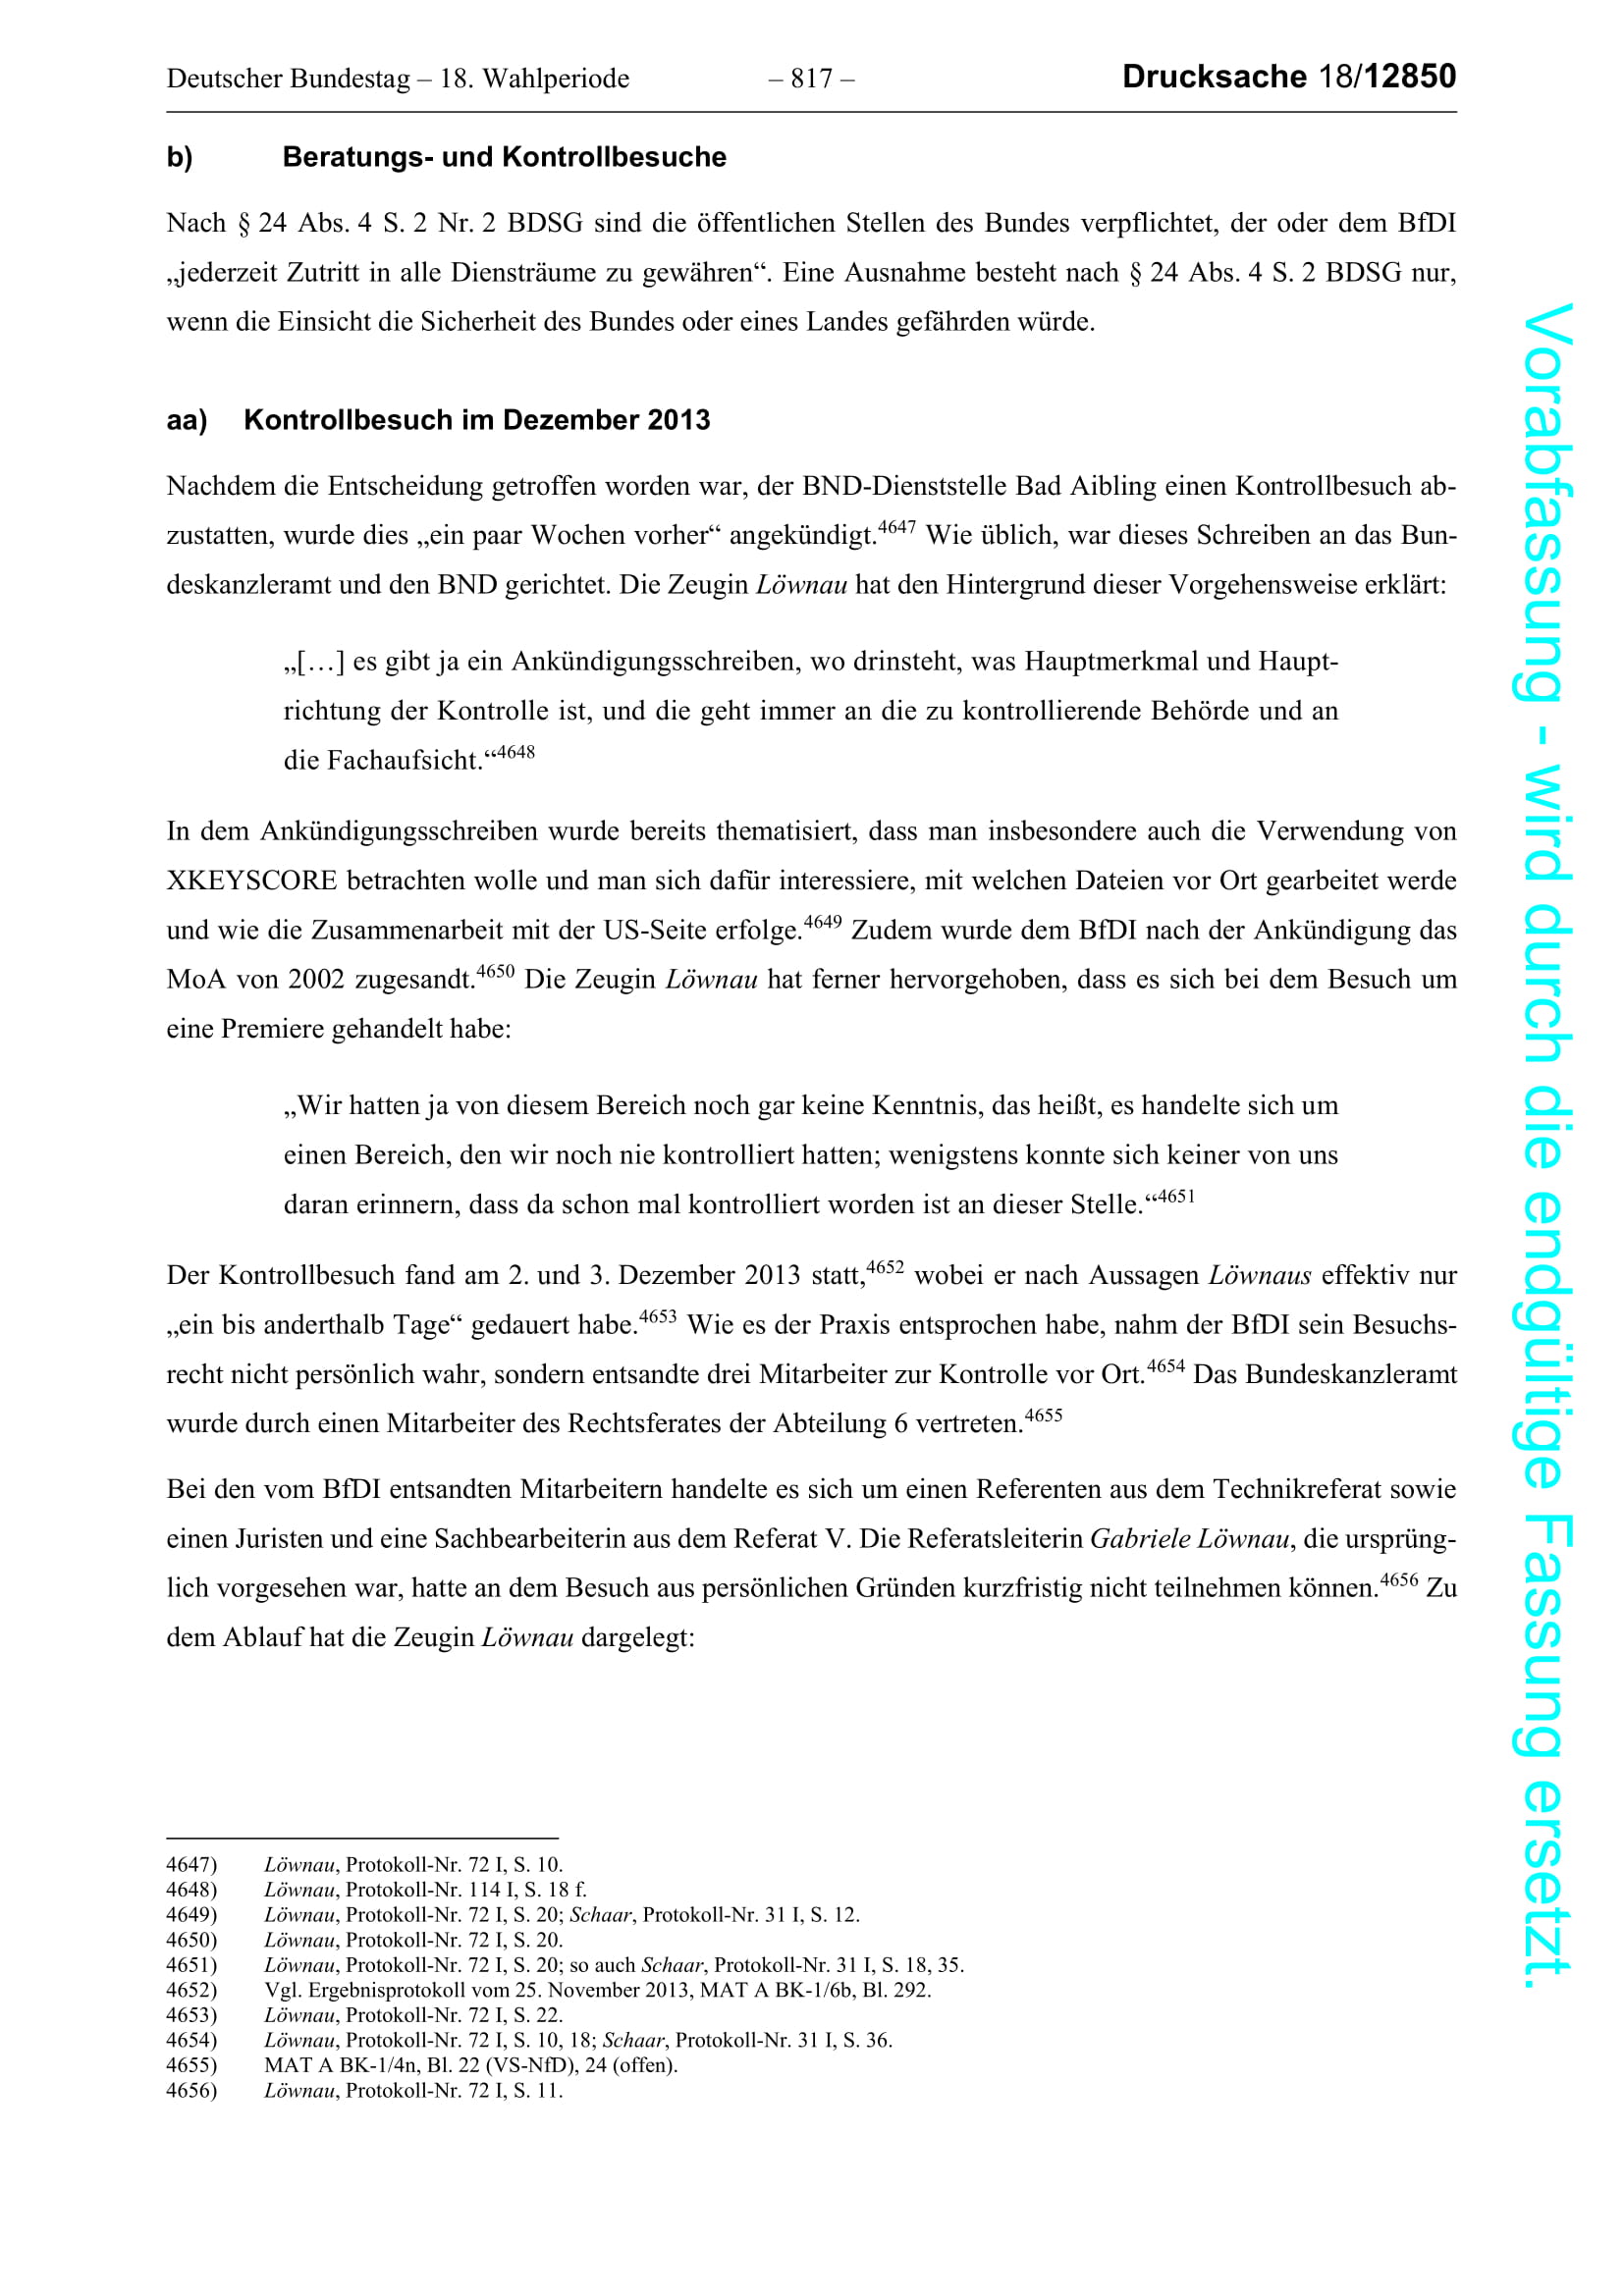 Deutscher Bundestag – 18. Wahlperiode – 817 – Drucksache 18/12850
b) Beratungs- und Kontrollbesuche
Nach § 24 Abs. 4 S. 2 Nr. 2 BDSG sind die öffentlichen Stellen des Bundes verpflichtet, der oder dem BfDI
„jederzeit Zutritt in alle Diensträume zu gewähren“. Eine Ausnahme besteht nach § 24 Abs. 4 S. 2 BDSG nur,
wenn die Einsicht die Sicherheit des Bundes oder eines Landes gefährden würde.
aa) Kontrollbesuch im Dezember 2013
Nachdem die Entscheidung getroffen worden war, der BND-Dienststelle Bad Aibling einen Kontrollbesuch ab-
zustatten, wurde dies „ein paar Wochen vorher“ angekündigt.4647 Wie üblich, war dieses Schreiben an das Bun-
deskanzleramt und den BND gerichtet. Die Zeugin Löwnau hat den Hintergrund dieser Vorgehensweise erklärt:
„[…] es gibt ja ein Ankündigungsschreiben, wo drinsteht, was Hauptmerkmal und Haupt-
richtung der Kontrolle ist, und die geht immer an die zu kontrollierende Behörde und an
die Fachaufsicht.“4648
In dem Ankündigungsschreiben wurde bereits thematisiert, dass man insbesondere auch die Verwendung von
XKEYSCORE betrachten wolle und man sich dafür interessiere, mit welchen Dateien vor Ort gearbeitet werde
und wie die Zusammenarbeit mit der US-Seite erfolge.4649 Zudem wurde dem BfDI nach der Ankündigung das
MoA von 2002 zugesandt.4650 Die Zeugin Löwnau hat ferner hervorgehoben, dass es sich bei dem Besuch um
eine Premiere gehandelt habe:
„Wir hatten ja von diesem Bereich noch gar keine Kenntnis, das heißt, es handelte sich um
einen Bereich, den wir noch nie kontrolliert hatten; wenigstens konnte sich keiner von uns
daran erinnern, dass da schon mal kontrolliert worden ist an dieser Stelle.“4651
Der Kontrollbesuch fand am 2. und 3. Dezember 2013 statt,4652 wobei er nach Aussagen Löwnaus effektiv nur
„ein bis anderthalb Tage“ gedauert habe.4653 Wie es der Praxis entsprochen habe, nahm der BfDI sein Besuchs-
recht nicht persönlich wahr, sondern entsandte drei Mitarbeiter zur Kontrolle vor Ort.4654 Das Bundeskanzleramt
wurde durch einen Mitarbeiter des Rechtsferates der Abteilung 6 vertreten.4655
Bei den vom BfDI entsandten Mitarbeitern handelte es sich um einen Referenten aus dem Technikreferat sowie
einen Juristen und eine Sachbearbeiterin aus dem Referat V. Die Referatsleiterin Gabriele Löwnau, die ursprüng-
lich vorgesehen war, hatte an dem Besuch aus persönlichen Gründen kurzfristig nicht teilnehmen können.4656 Zu
dem Ablauf hat die Zeugin Löwnau dargelegt:
4647) Löwnau, Protokoll-Nr. 72 I, S. 10.
4648) Löwnau, Protokoll-Nr. 114 I, S. 18 f.
4649) Löwnau, Protokoll-Nr. 72 I, S. 20; Schaar, Protokoll-Nr. 31 I, S. 12.
4650) Löwnau, Protokoll-Nr. 72 I, S. 20.
4651) Löwnau, Protokoll-Nr. 72 I, S. 20; so auch Schaar, Protokoll-Nr. 31 I, S. 18, 35.
4652) Vgl. Ergebnisprotokoll vom 25. November 2013, MAT A BK-1/6b, Bl. 292.
4653) Löwnau, Protokoll-Nr. 72 I, S. 22.
4654) Löwnau, Protokoll-Nr. 72 I, S. 10, 18; Schaar, Protokoll-Nr. 31 I, S. 36.
4655) MAT A BK-1/4n, Bl. 22 (VS-NfD), 24 (offen).
4656) Löwnau, Protokoll-Nr. 72 I, S. 11.
Vorabfassung - wird durch die endgültige Fassung ersetzt.